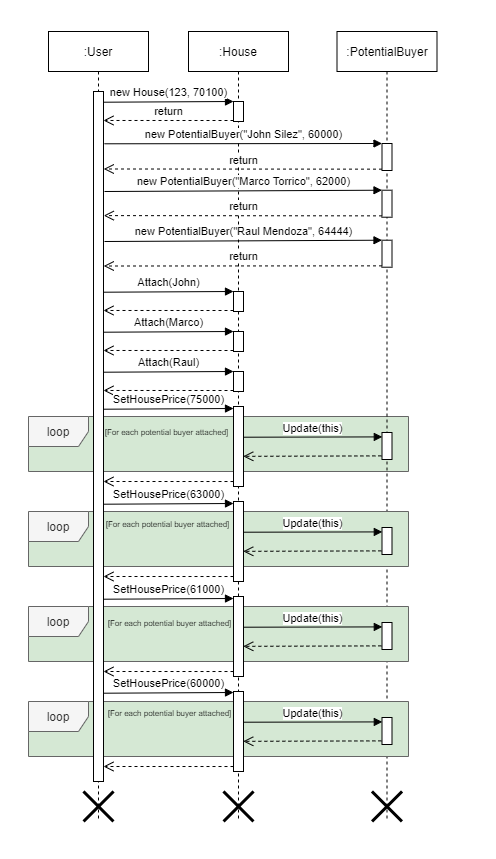 :User
:House
:PotentialBuyer
new House(123, 70100)
return
new PotentialBuyer("John Silez", 60000)
return
new PotentialBuyer("Marco Torrico", 62000)
return
new PotentialBuyer("Raul Mendoza", 64444)
return
Attach(John)
Attach(Marco)
Attach(Raul)
SetHousePrice(75000)
loop
[For each potential buyer attached]
Update(this)
SetHousePrice(63000)
loop
[For each potential buyer attached]
Update(this)
SetHousePrice(61000)
loop
[For each potential buyer attached]
Update(this)
SetHousePrice(60000)
loop
[For each potential buyer attached]
Update(this)